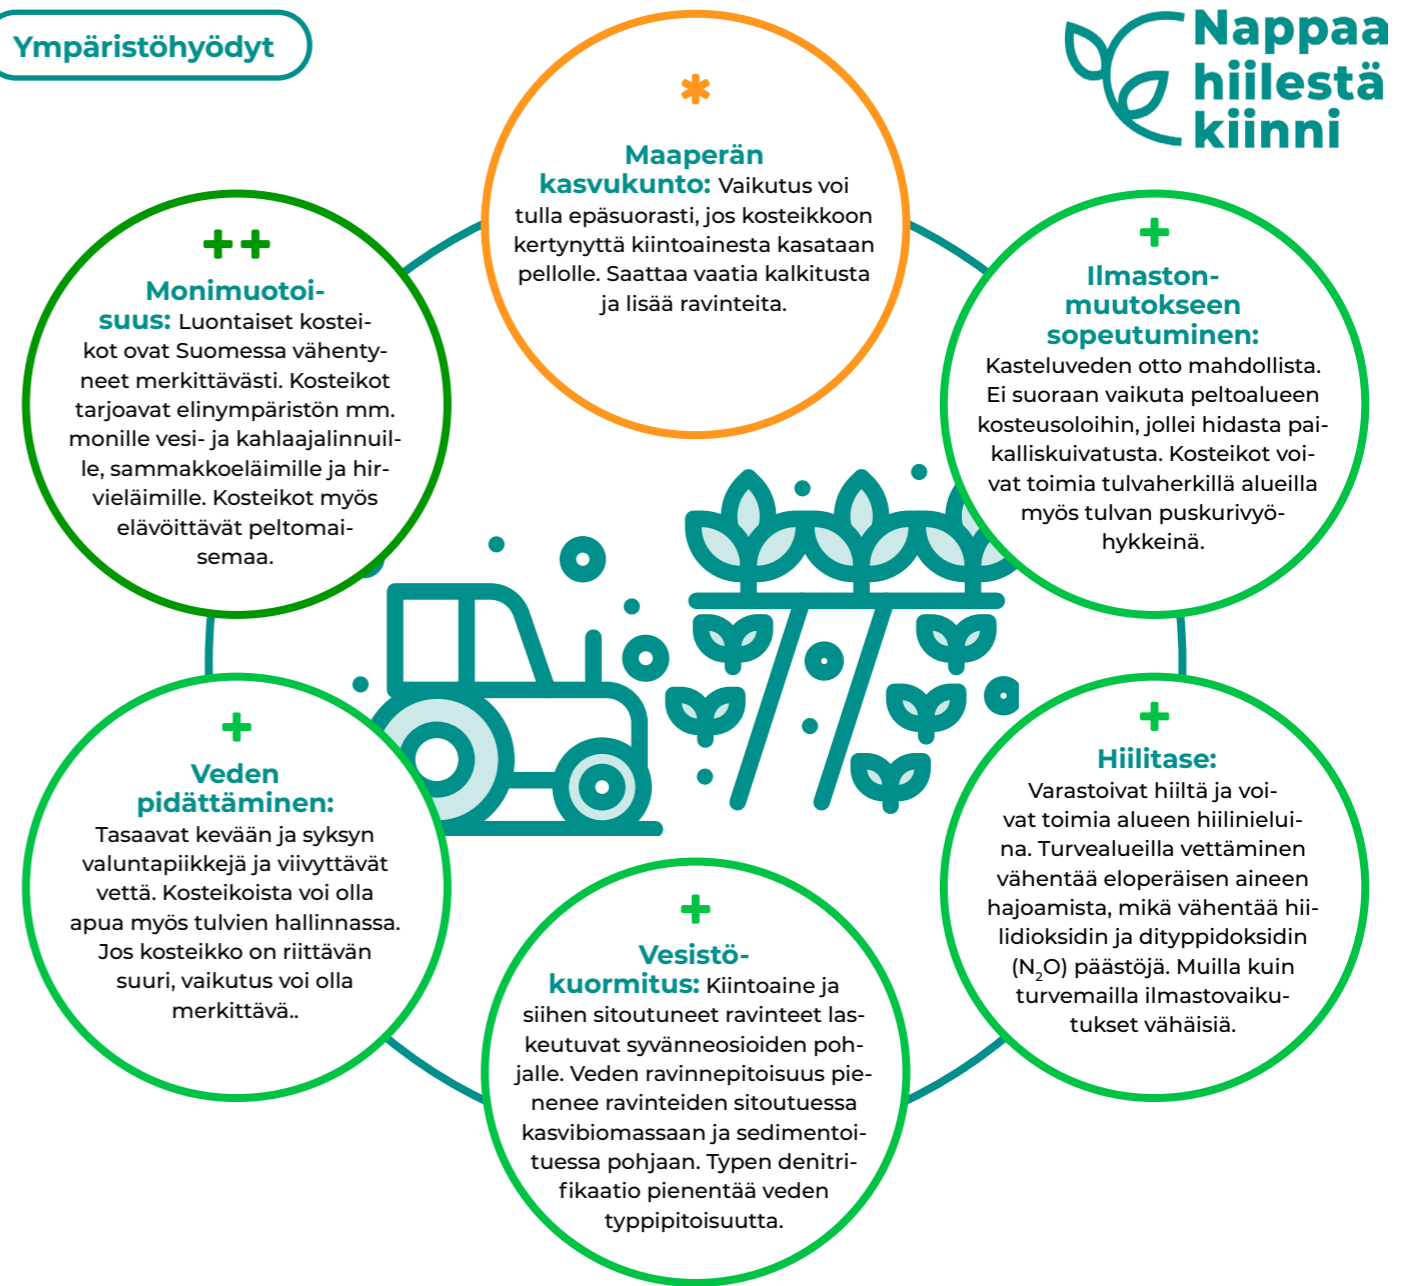 Ympäristöhyödyt
Nappaa
hiilestä
kiinni
*
Maaperän
kasvukunto: Vaikutus voi
tulla epäsuorasti, jos kosteikkoon
kertynyttä kiintoainesta kasataan
pellolle. Saattaa vaatia kalkitusta
ja lisää ravinteita.
+
Ilmaston-
muutokseen
sopeutuminen:
Kasteluveden otto mahdollista.
Ei suoraan vaikuta peltoalueen
kosteusoloihin, jollei hidasta pai-
kalliskuivatusta. Kosteikot voi-
vat toimia tulvaherkillä alueilla
myös tulvan puskurivyö-
hykkeinä.
+
Hiilitase:
Varastoivat hiiltä ja voi-
vat toimia alueen hiilinielui-
na. Turvealueilla vettäminen
vähentää eloperäisen aineen
hajoamista, mikä vähentää hii-
lidioksidin ja dityppidoksidin
(N₂O) päästöjä. Muilla kuin
turvemailla ilmastovaiku-
tukset vähäisiä.
+
Vesistö-
kuormitus: Kiintoaine ja
siihen sitoutuneet ravinteet las-
keutuvat syvänneosioiden poh-
jalle. Veden ravinnepitoisuus pie-
nenee ravinteiden sitoutuessa
kasvibiomassaan ja sedimentoi-
tuessa pohjaan. Typen denitri-
fikaatio pienentää veden
typpipitoisuutta.
+
Veden
pidättäminen:
Tasaavat kevään ja syksyn
valuntapiikkejä ja viivyttävät
vettä. Kosteikoista voi olla
apua myös tulvien hallinnassa.
Jos kosteikko on riittävän
suuri, vaikutus voi olla
merkittävä..
++
Monimuotoi-
suus: Luontaiset kostei-
kot ovat Suomessa vähenty-
neet merkittävästi. Kosteikot
tarjoavat elinympäristön mm.
monille vesi- ja kahlaajalinnuil-
le, sammakkoeläimille ja hir-
vieläimille. Kosteikot myös
elävöittävät peltomai-
semaa.